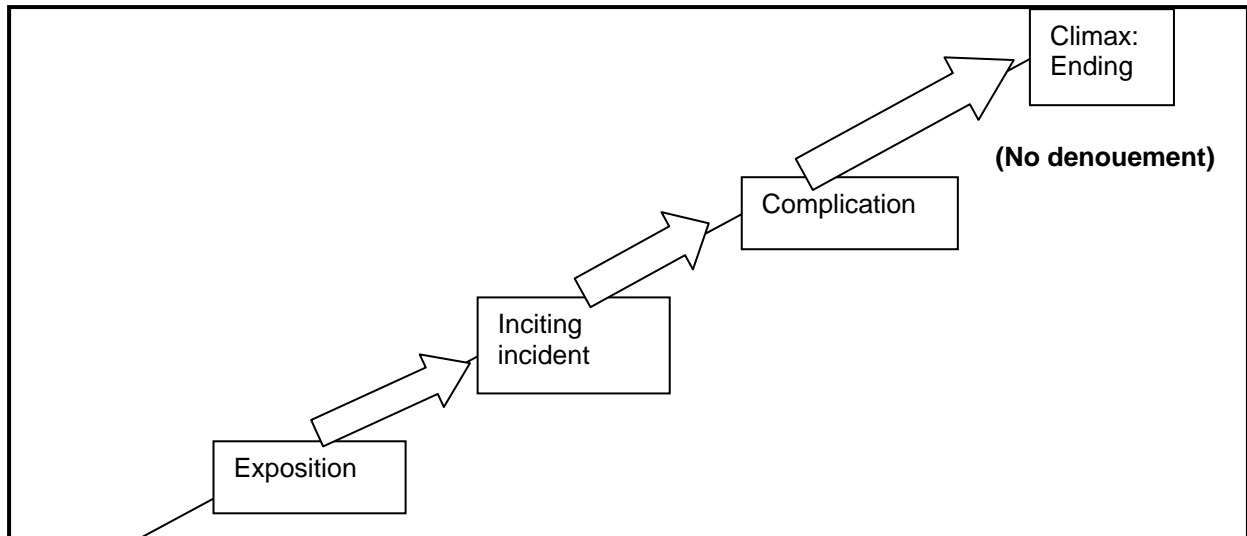 Climax:
Ending
(No denouement)
Complication
Inciting
incident
Exposition